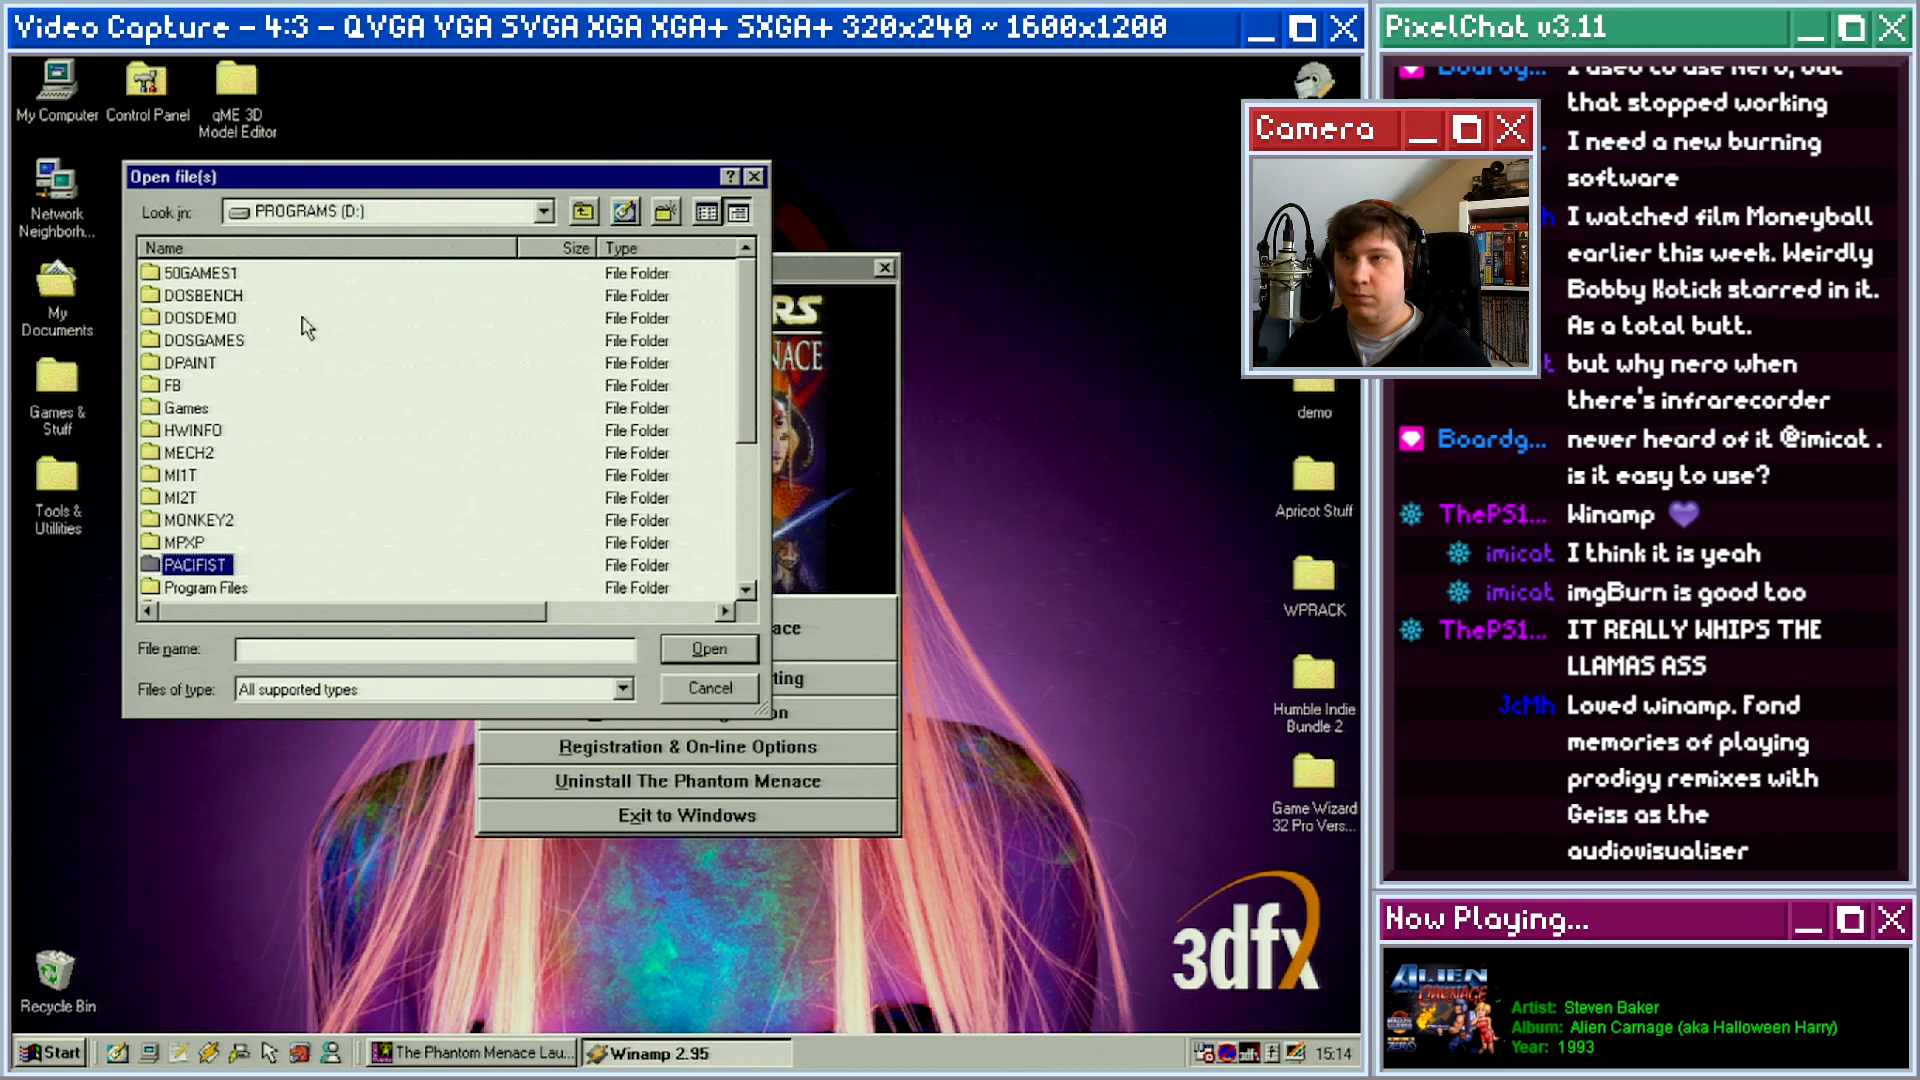 Video Capture - 4:3 - QVGA VGA SVGA XGA XGA+ SXGA+ 320x240 ~ 1600x1200
My Computer
Control Panel
qME 3D
Model Editor
Network
Neighborh...
My
Documents
Games &
Stuff
Tools &
Utilities
Recycle Bin
Open file(s)
Look in:
PROGRAMS (D:)
Name
Size
Type
50GAMES1 File Folder
DOSBENCH File Folder
DOSDEMO File Folder
DOSGAMES File Folder
DPAINT File Folder
FB File Folder
Games File Folder
HWINFO File Folder
MECH2 File Folder
MI1T File Folder
MI2T File Folder
MONKEY2 File Folder
MPXP File Folder
PACIFIST File Folder
Program Files File Folder
File name:
Open
Files of type:
All supported types
Cancel
Registration & On-line Options
Uninstall The Phantom Menace
Exit to Windows
demo
Apricot Stuff
WPRACK
Humble Indie
Bundle 2
Game Wizard
32 Pro Vers...
3dfx
Start
The Phantom Menace Lau...
Winamp 2.95
15:14
Camera
PixelChat v3.11
Boardg... I used to use nero, but
that stopped working
I need a new burning
software
I watched film Moneyball
earlier this week. Weirdly
Bobby Kotick starred in it.
As a total butt.
but why nero when
there's infrarecorder
Boardg... never heard of it @imicat .
is it easy to use?
ThePS1... Winamp
imicat I think it is yeah
imicat imgBurn is good too
ThePS1... IT REALLY WHIPS THE
LLAMAS ASS
JcMh Loved winamp. Fond
memories of playing
prodigy remixes with
Geiss as the
audiovisualiser
Now Playing...
ALIEN
CARNAGE
Artist: Steven Baker
Album: Alien Carnage (aka Halloween Harry)
Year: 1993